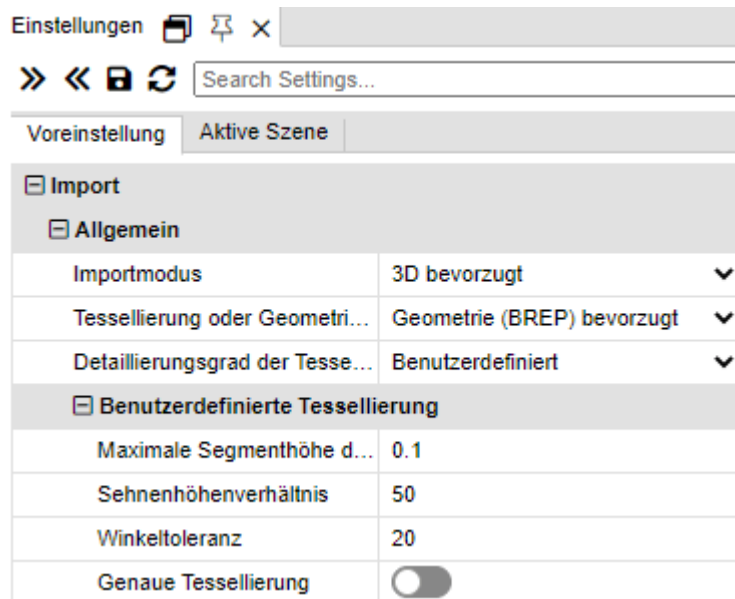 Einstellungen
Search Settings...
Voreinstellung Aktive Szene
Import
Allgemein
Importmodus 3D bevorzugt
Tessellierung oder Geometri... Geometrie (BREP) bevorzugt
Detaillierungsgrad der Tesse... Benutzerdefiniert
Benutzerdefinierte Tessellierung
Maximale Segmenthöhe d... 0.1
Sehnenhöhenverhältnis 50
Winkeltoleranz 20
Genaue Tessellierung